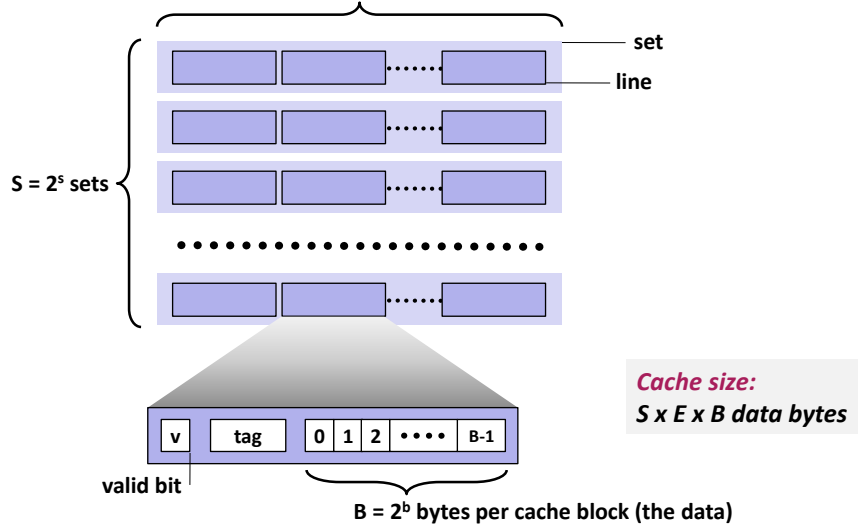 set
line
S = 2ˢ sets
Cache size:
S x E x B data bytes
v
tag
0
1
2
B-1
valid bit
B = 2ᵇ bytes per cache block (the data)